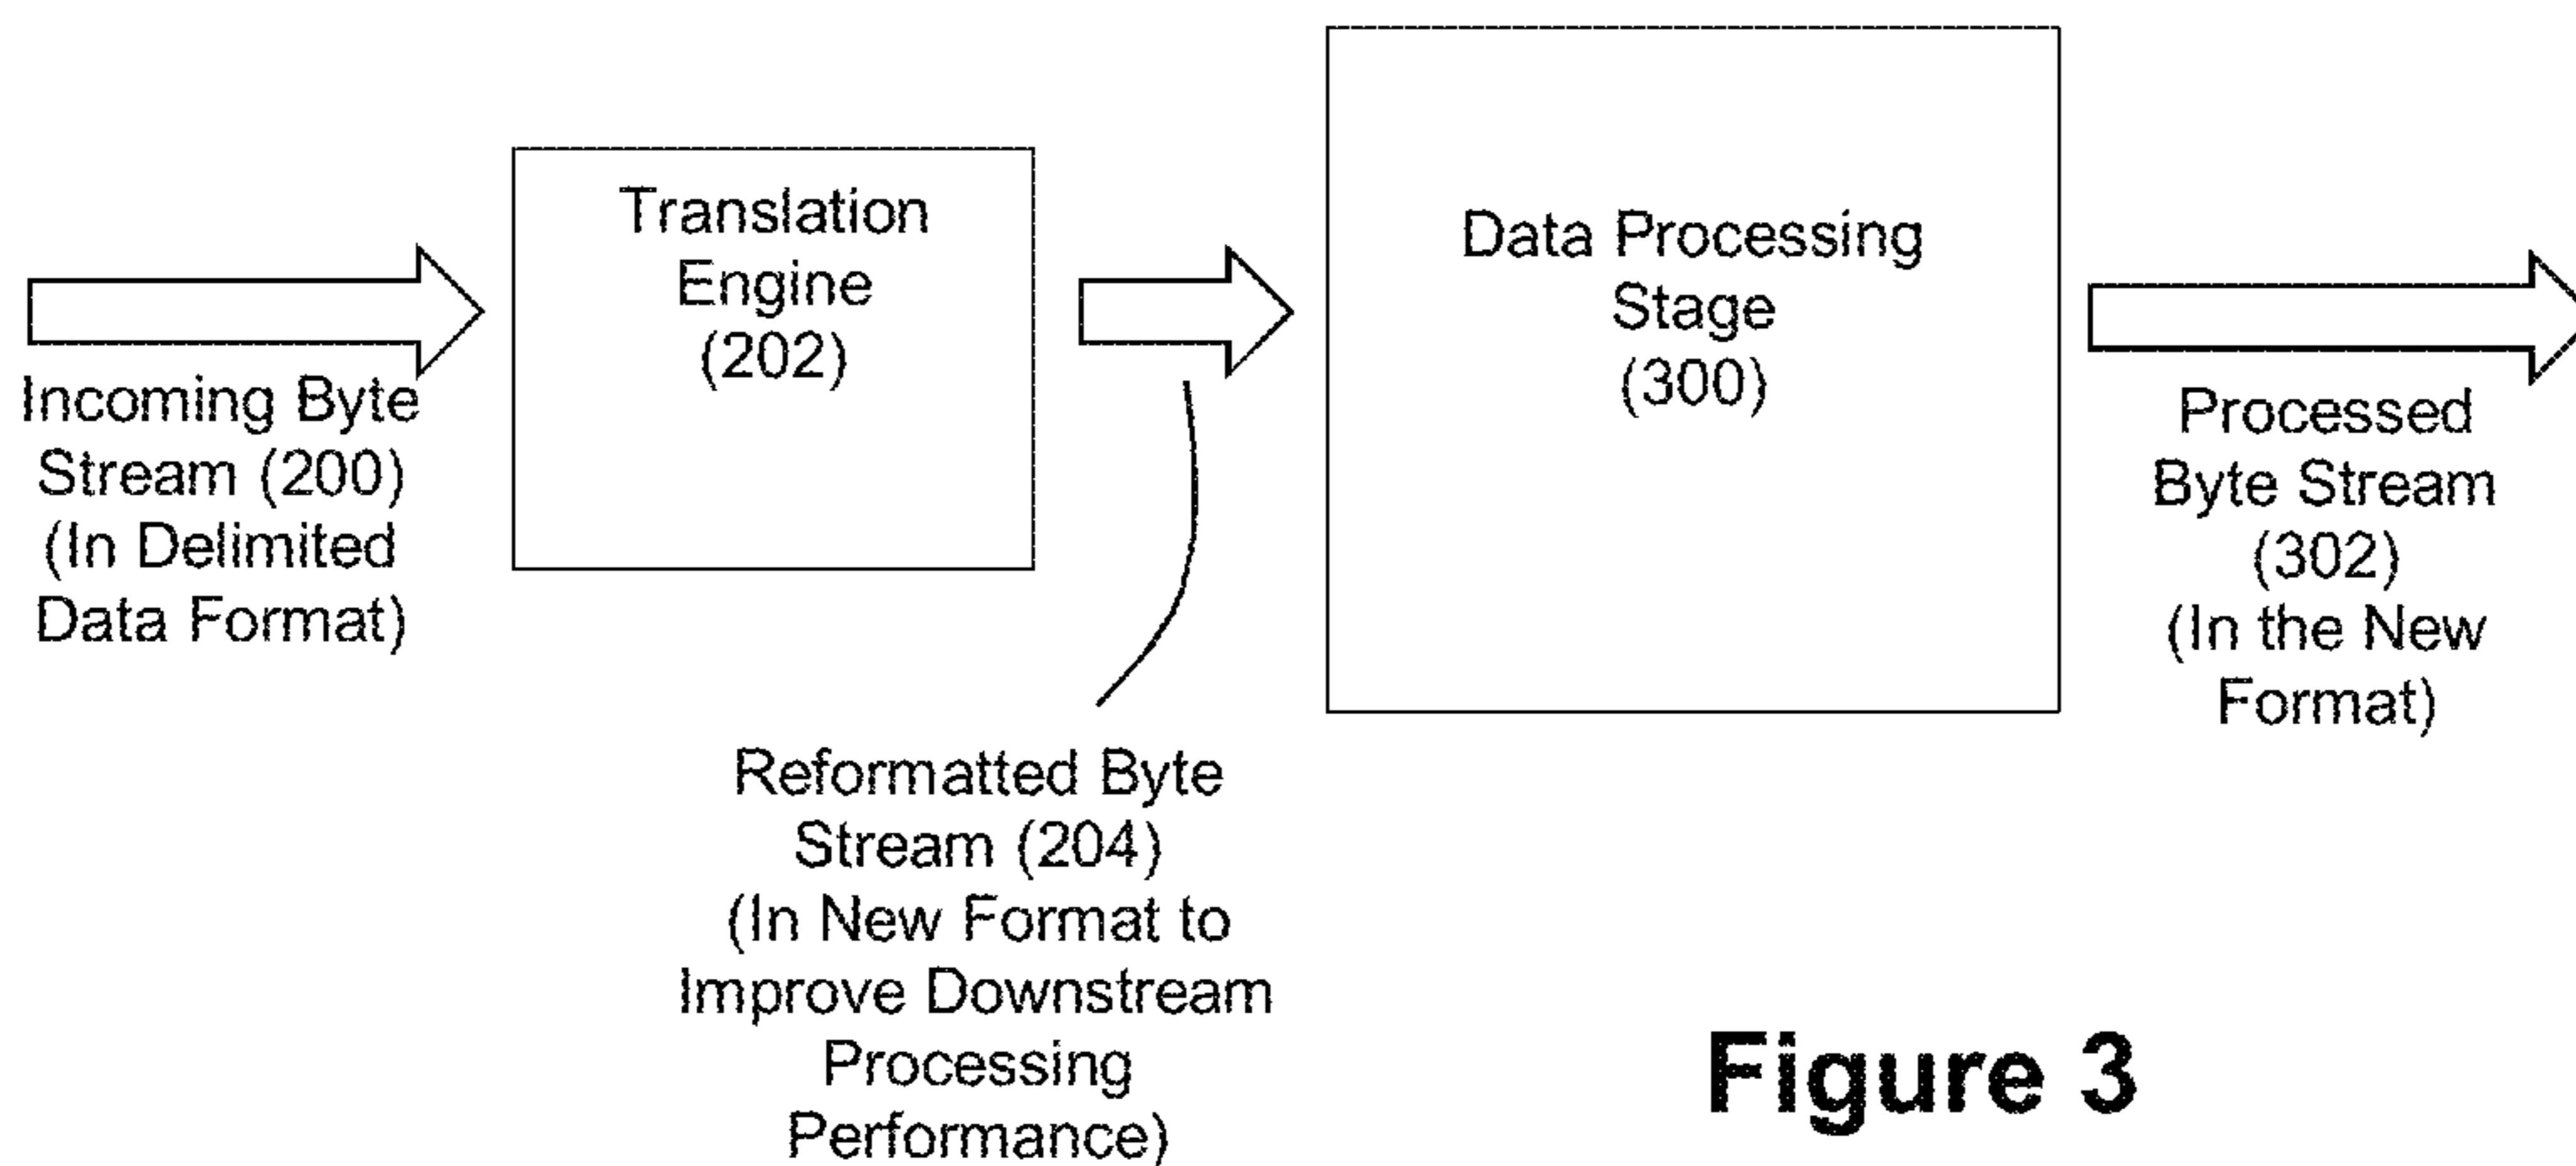 Translation
Engine
(202)
Data Processing
Stage
(300)
Incoming Byte
Stream (200)
(In Delimited
Data Format)
Processed
Byte Stream
(302)
(In the New
Format)
Reformatted Byte
Stream (204)
(In New Format to
Improve Downstream
Processing
Performance)
Figure 3